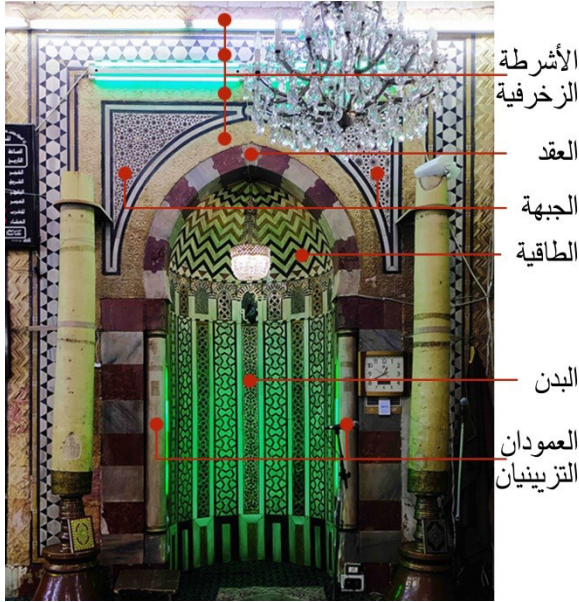 الأشرطة
الزخرفية
العقد
الجبهة
الطاقية
البدن
العمودان
التزيينيان